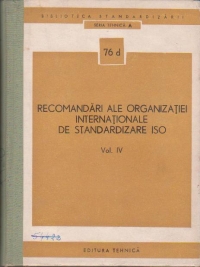 BIBLIOTECA STANDARDIZĂRII
SERIA TEHNICĂ A
76 d
RECOMANDĂRI ALE ORGANIZAȚIEI
INTERNAȚIONALE
DE STANDARDIZARE ISO
Vol. IV
EDITURA TEHNICĂ